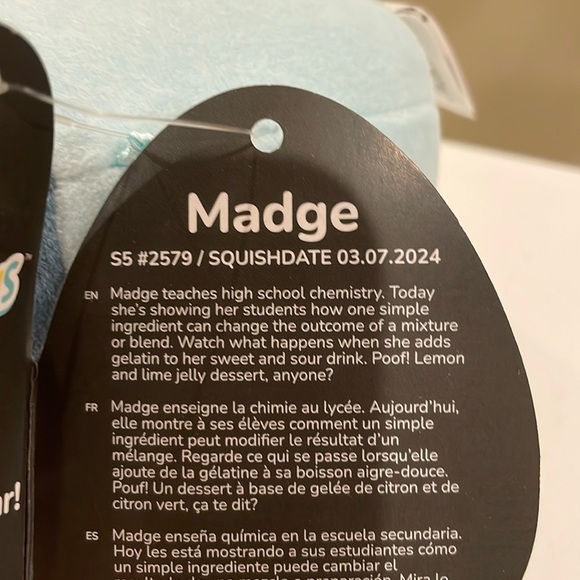 Madge
S5 #2579 / SQUISHDATE 03.07.2024
EN Madge teaches high school chemistry. Today
she's showing her students how one simple
ingredient can change the outcome of a mixture
or blend. Watch what happens when she adds
gelatin to her sweet and sour drink. Poof! Lemon
and lime jelly dessert, anyone?
FR Madge enseigne la chimie au lycée. Aujourd'hui,
elle montre à ses élèves comment un simple
ingrédient peut modifier le résultat d'un
mélange. Regarde ce qui se passe lorsqu'elle
ajoute de la gélatine à sa boisson aigre-douce.
Pouf! Un dessert à base de gelée de citron et de
citron vert, ça te dit?
ES Madge enseña química en la escuela secundaria.
Hoy les está mostrando a sus estudiantes cómo
un simple ingrediente puede cambiar el